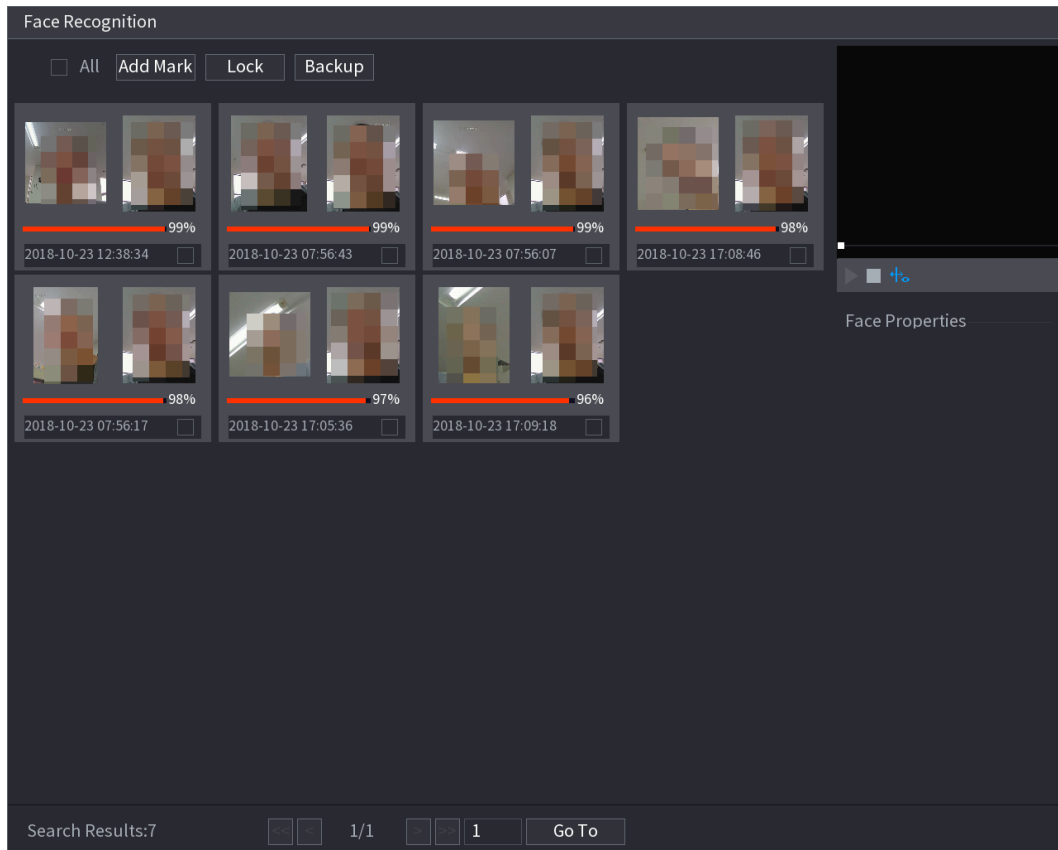 Face Recognition
All Add Mark Lock Backup
99% 99% 99% 98%
2018-10-23 12:38:34 2018-10-23 07:56:43 2018-10-23 07:56:07 2018-10-23 17:08:46
98% 97% 96%
2018-10-23 07:56:17 2018-10-23 17:05:36 2018-10-23 17:09:18
Face Properties
Search Results:7 << < 1/1 > >> 1 Go To